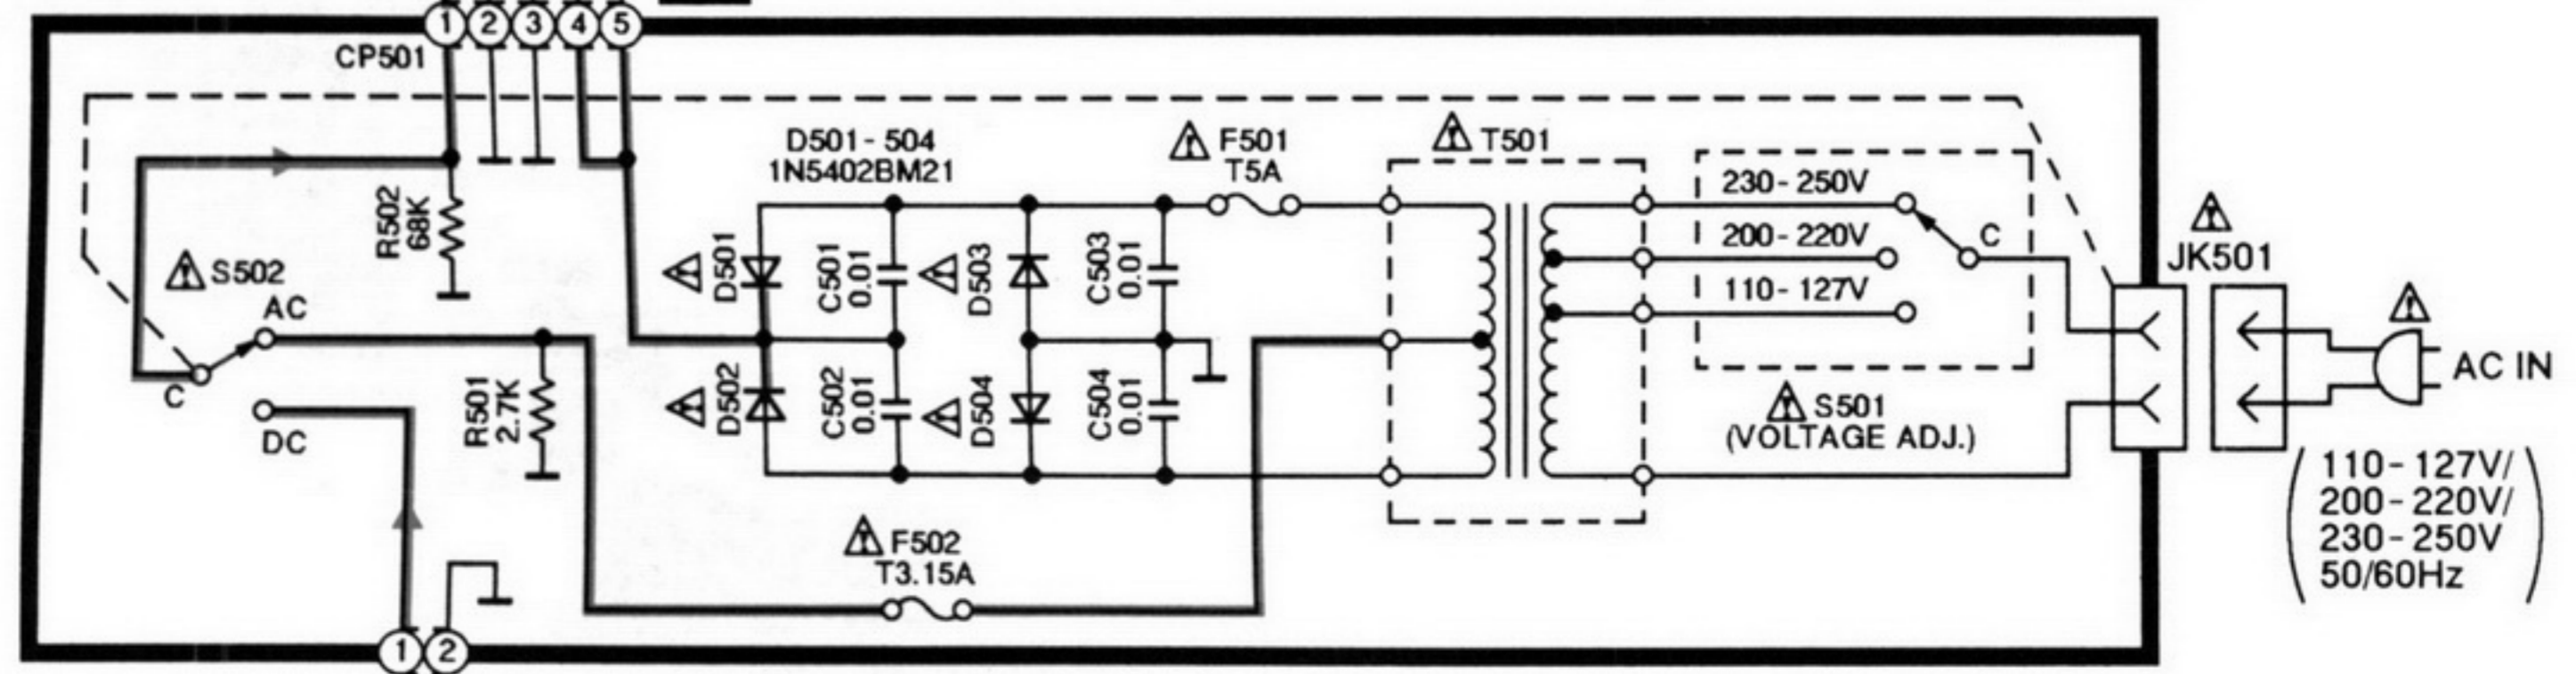 1 2 3 4 5
CP501
D501-504
1N5402BM21
F501
T5A
T501
R502
68K
S502
AC
C
DC
R501
2.7K
D501
C501
0.01
D503
C503
0.01
D502
C502
0.01
D504
C504
0.01
230-250V
200-220V
110-127V
C
S501
(VOLTAGE ADJ.)
JK501
AC IN
(110-127V/
200-220V/
230-250V
50/60Hz)
F502
T3.15A
1 2